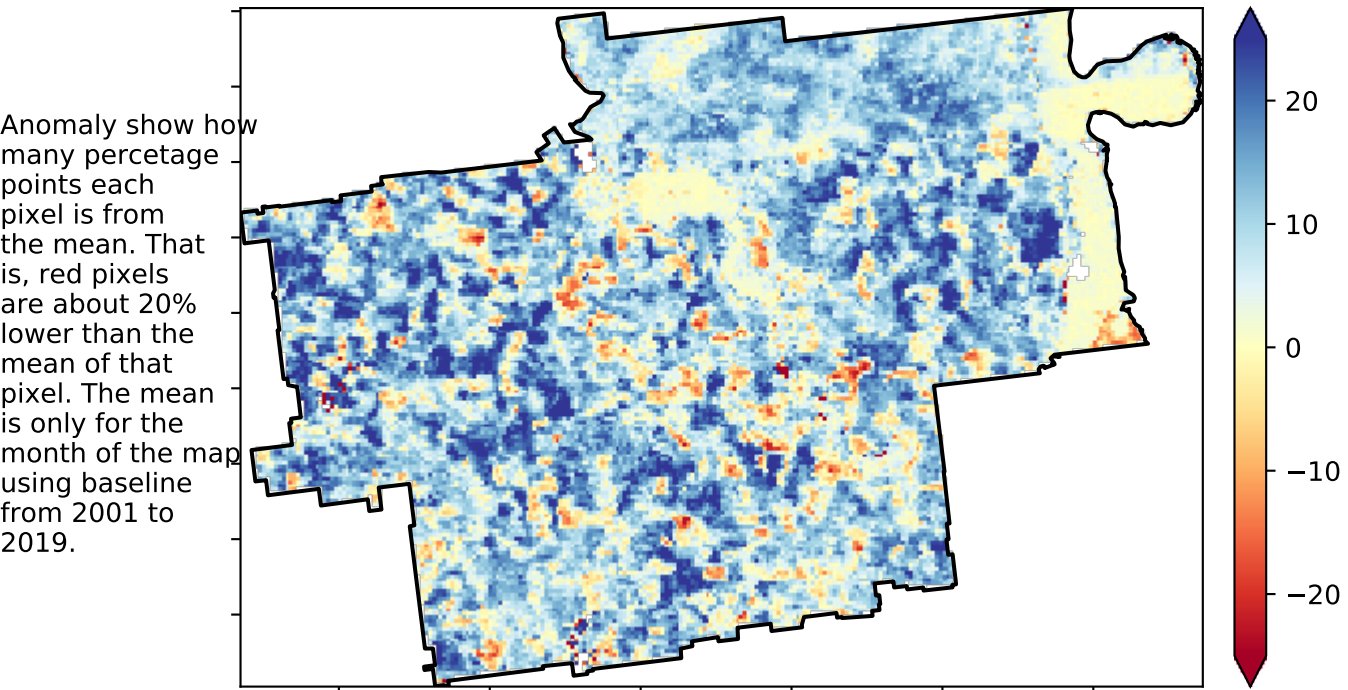 Anomaly show how
many percetage
points each
pixel is from
the mean. That
is, red pixels
are about 20%
lower than the
mean of that
pixel. The mean
is only for the
month of the map
using baseline
from 2001 to
2019.
20
10
0
−10
−20